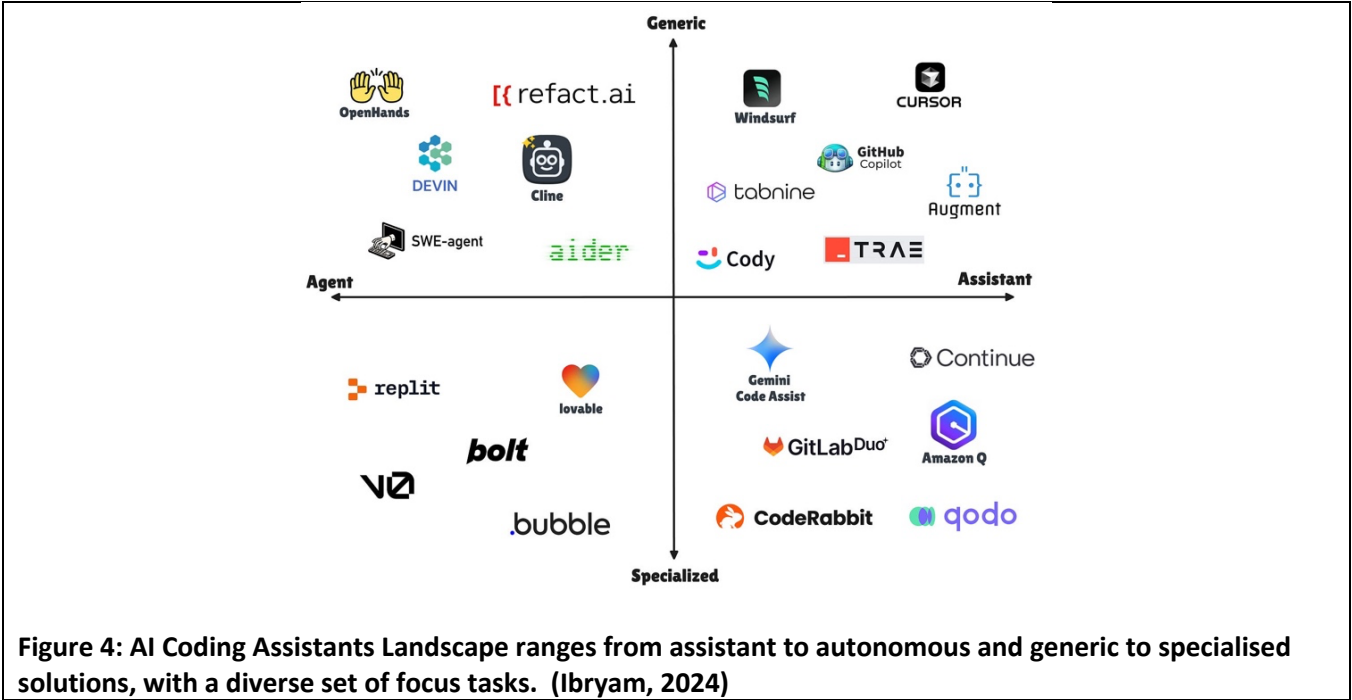 Generic
OpenHands
[{ refact.ai
Windsurf
CURSOR
DEVIN
Cline
GitHub
Copilot
tabnine
Augment
SWE-agent
aider
Cody
TRAE
Agent
Assistant
replit
lovable
Gemini
Code Assist
Continue
bolt
GitLab Duo+
Amazon Q
v0
.bubble
CodeRabbit
qodo
Specialized
Figure 4: AI Coding Assistants Landscape ranges from assistant to autonomous and generic to specialised
solutions, with a diverse set of focus tasks. (Ibryam, 2024)